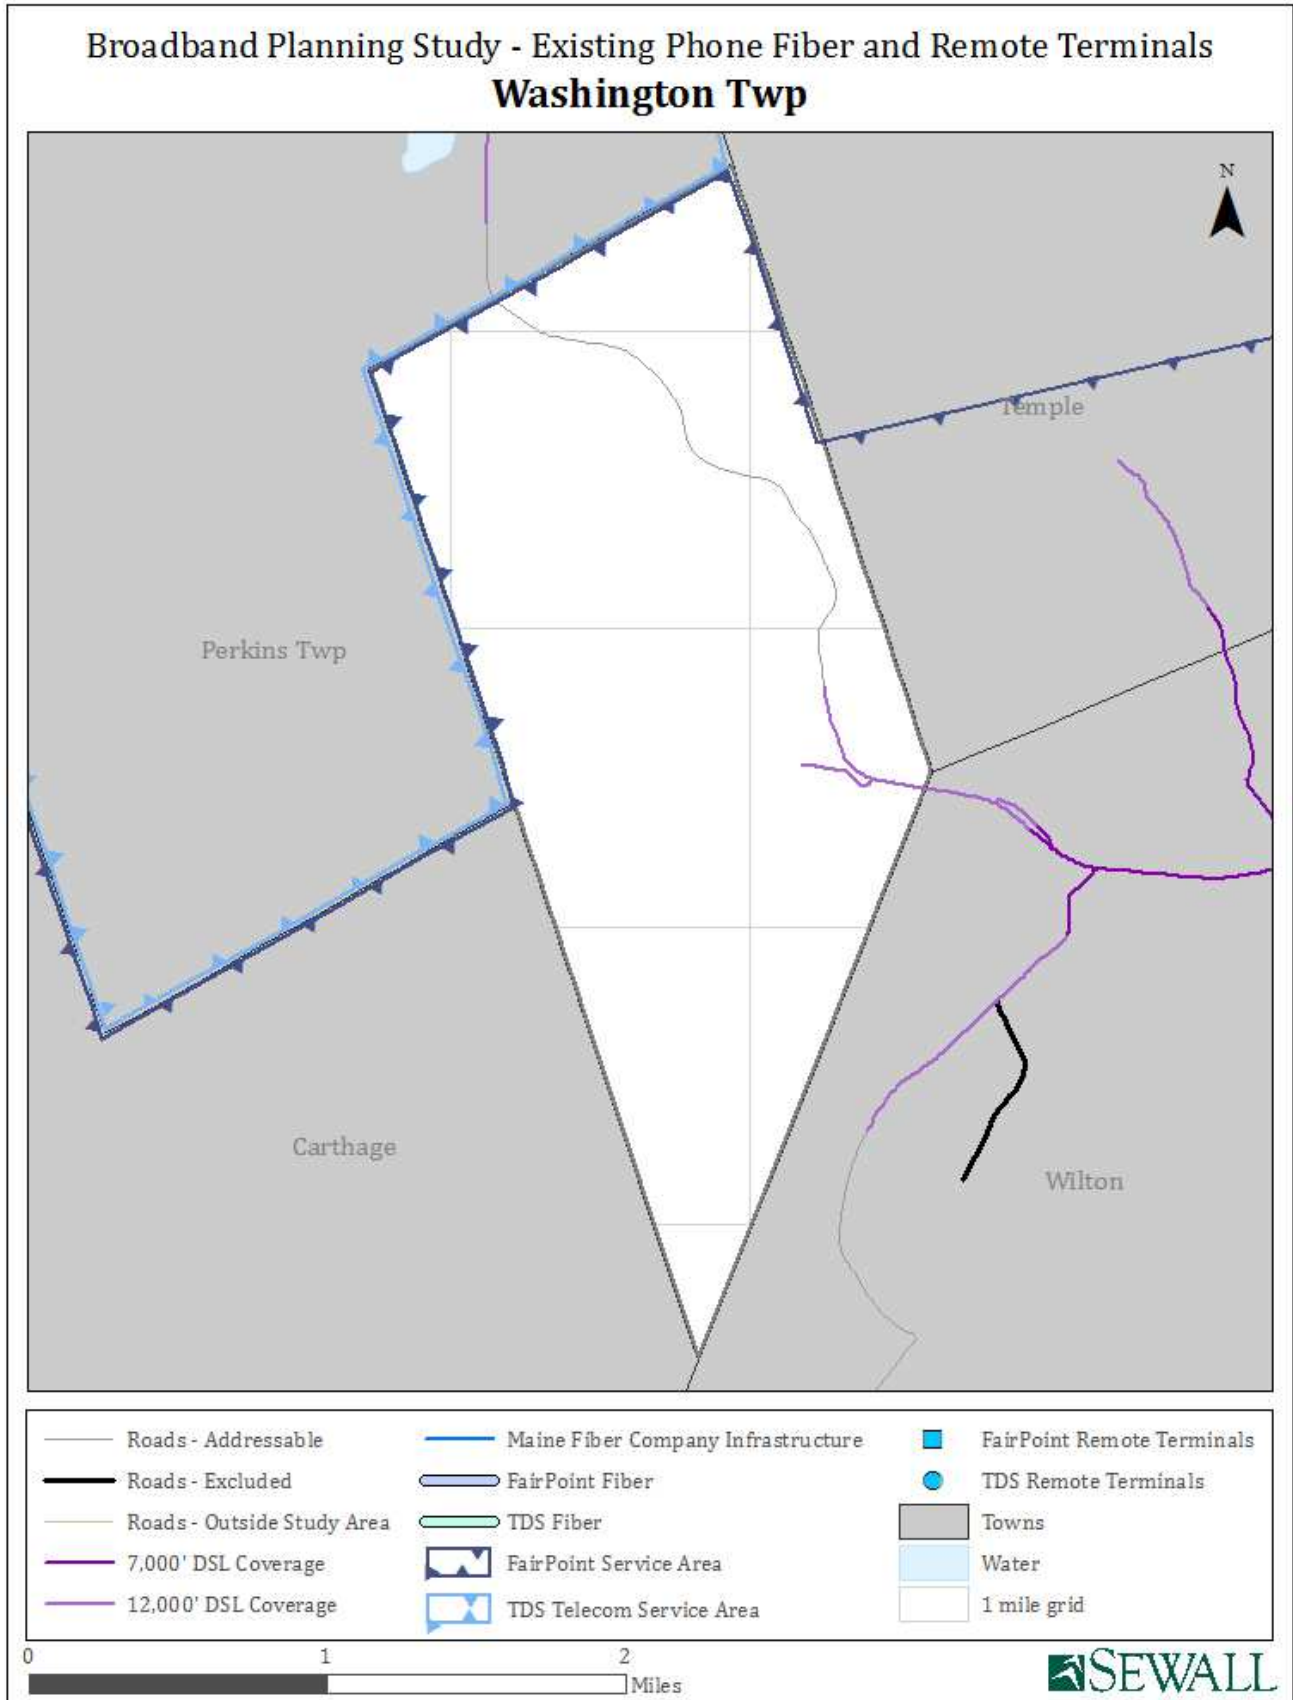 Broadband Planning Study - Existing Phone Fiber and Remote Terminals
Washington Twp
N
Temple
Perkins Twp
Carthage
Wilton
Roads - Addressable
Roads - Excluded
Roads - Outside Study Area
7,000' DSL Coverage
12,000' DSL Coverage
Maine Fiber Company Infrastructure
FairPoint Fiber
TDS Fiber
FairPoint Service Area
TDS Telecom Service Area
FairPoint Remote Terminals
TDS Remote Terminals
Towns
Water
1 mile grid
0 1 2
Miles
SEWALL